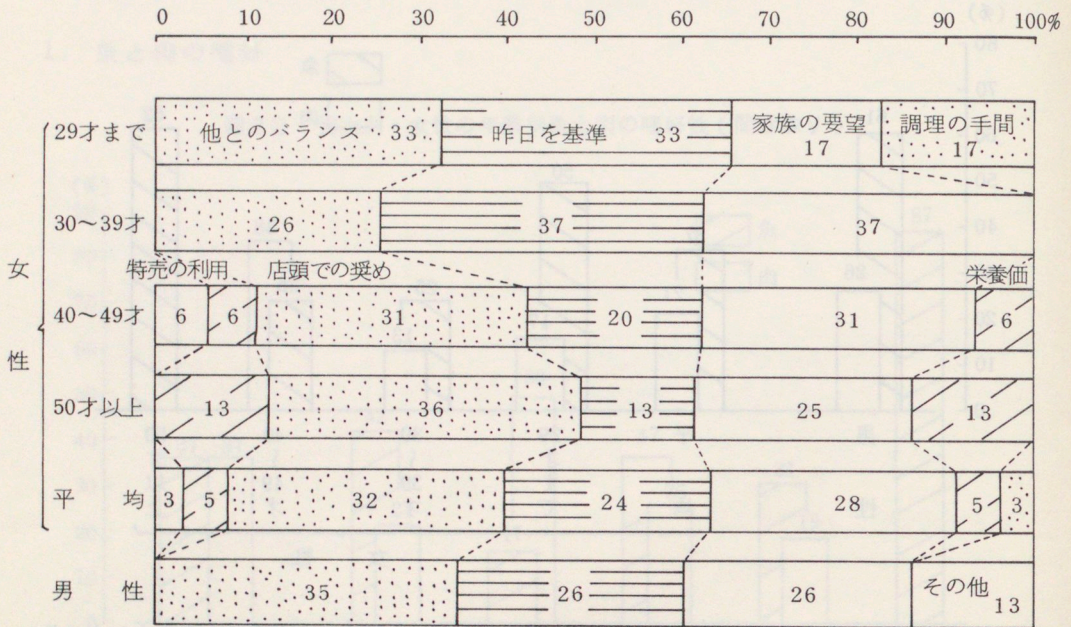 0 10 20 30 40 50 60 70 80 90 100%
29才まで 他とのバランス 33 昨日を基準 33 家族の要望 17 調理の手間 17
30〜39才 26 37 37
特売の利用 店頭での奨め 栄養価
40〜49才 6 6 31 20 31 6
50才以上 13 36 13 25 13
平均 3 5 32 24 28 5 3
女性
男性 35 26 26 その他 13